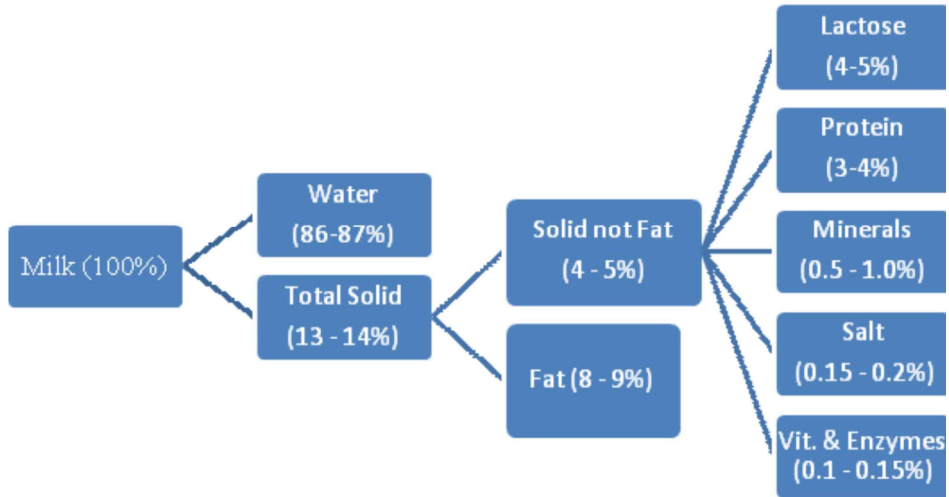 Milk (100%)
Water
(86-87%)
Total Solid
(13 - 14%)
Solid not Fat
(4 - 5%)
Fat (8 - 9%)
Lactose
(4-5%)
Protein
(3-4%)
Minerals
(0.5 - 1.0%)
Salt
(0.15 - 0.2%)
Vit. & Enzymes
(0.1 - 0.15%)